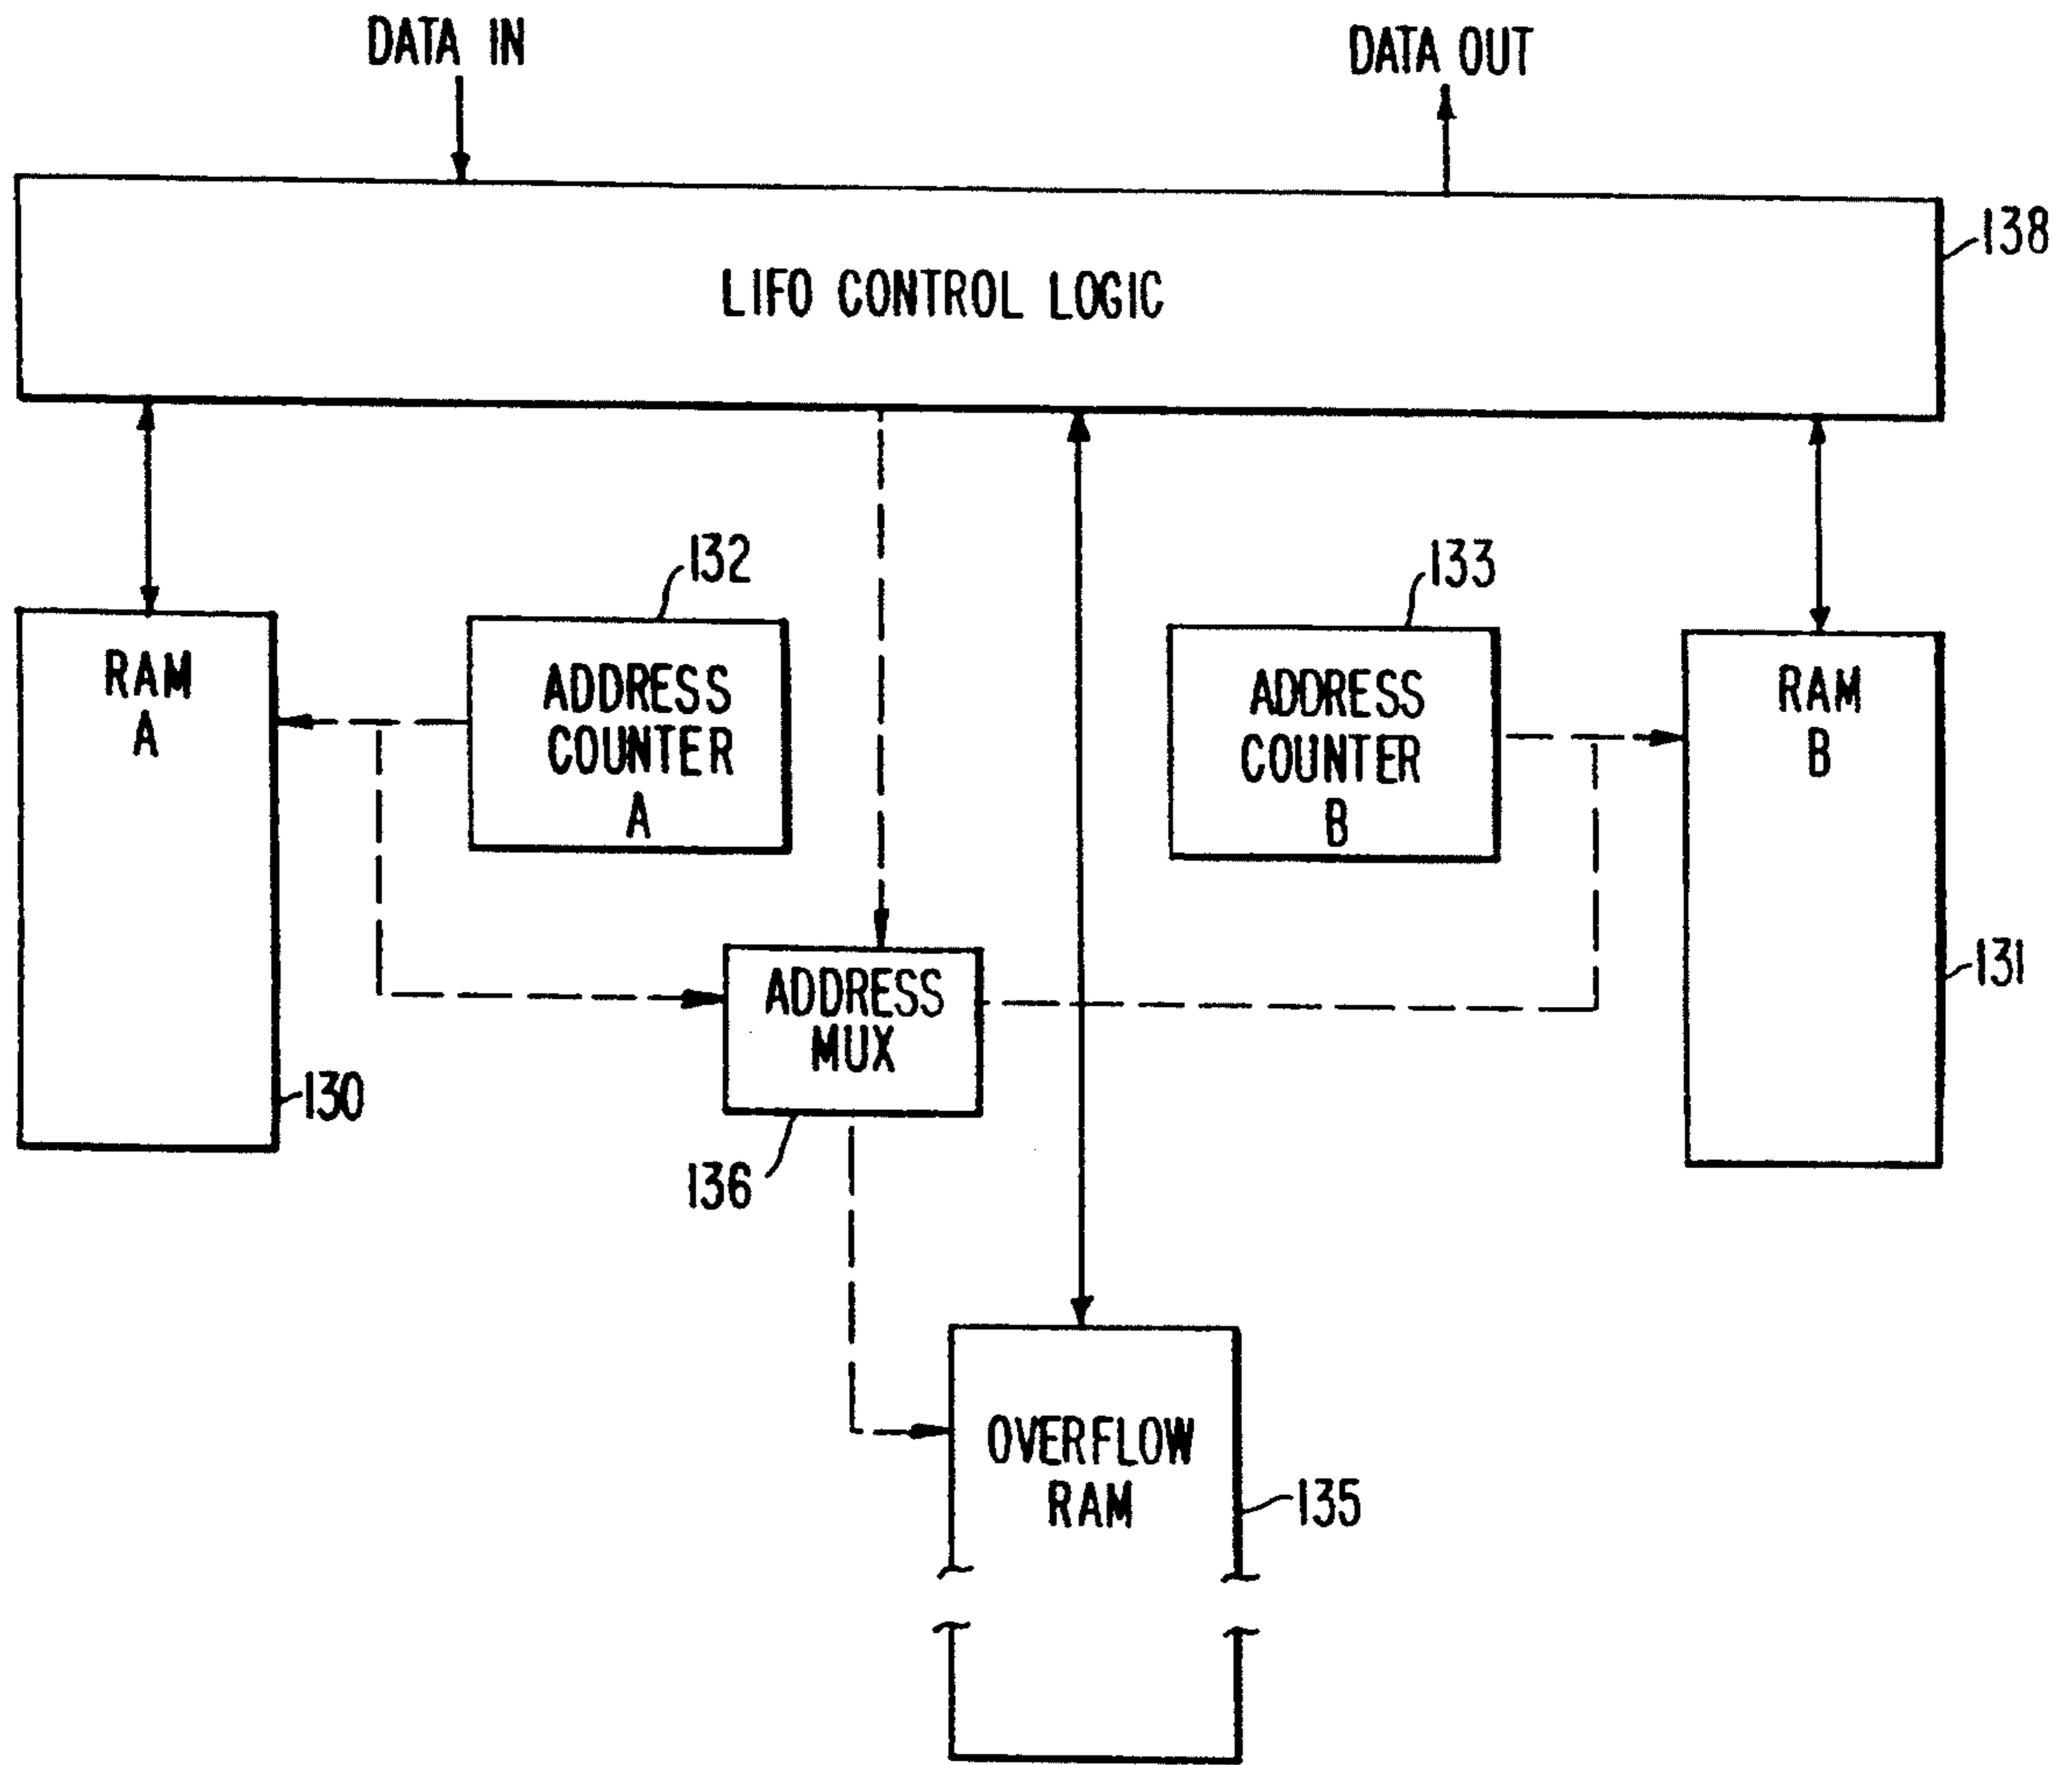 DATA IN
DATA OUT
138
LIFO CONTROL LOGIC
132
133
RAM
A
ADDRESS
COUNTER
A
ADDRESS
COUNTER
B
RAM
B
131
ADDRESS
MUX
130
136
OVERFLOW
RAM
135